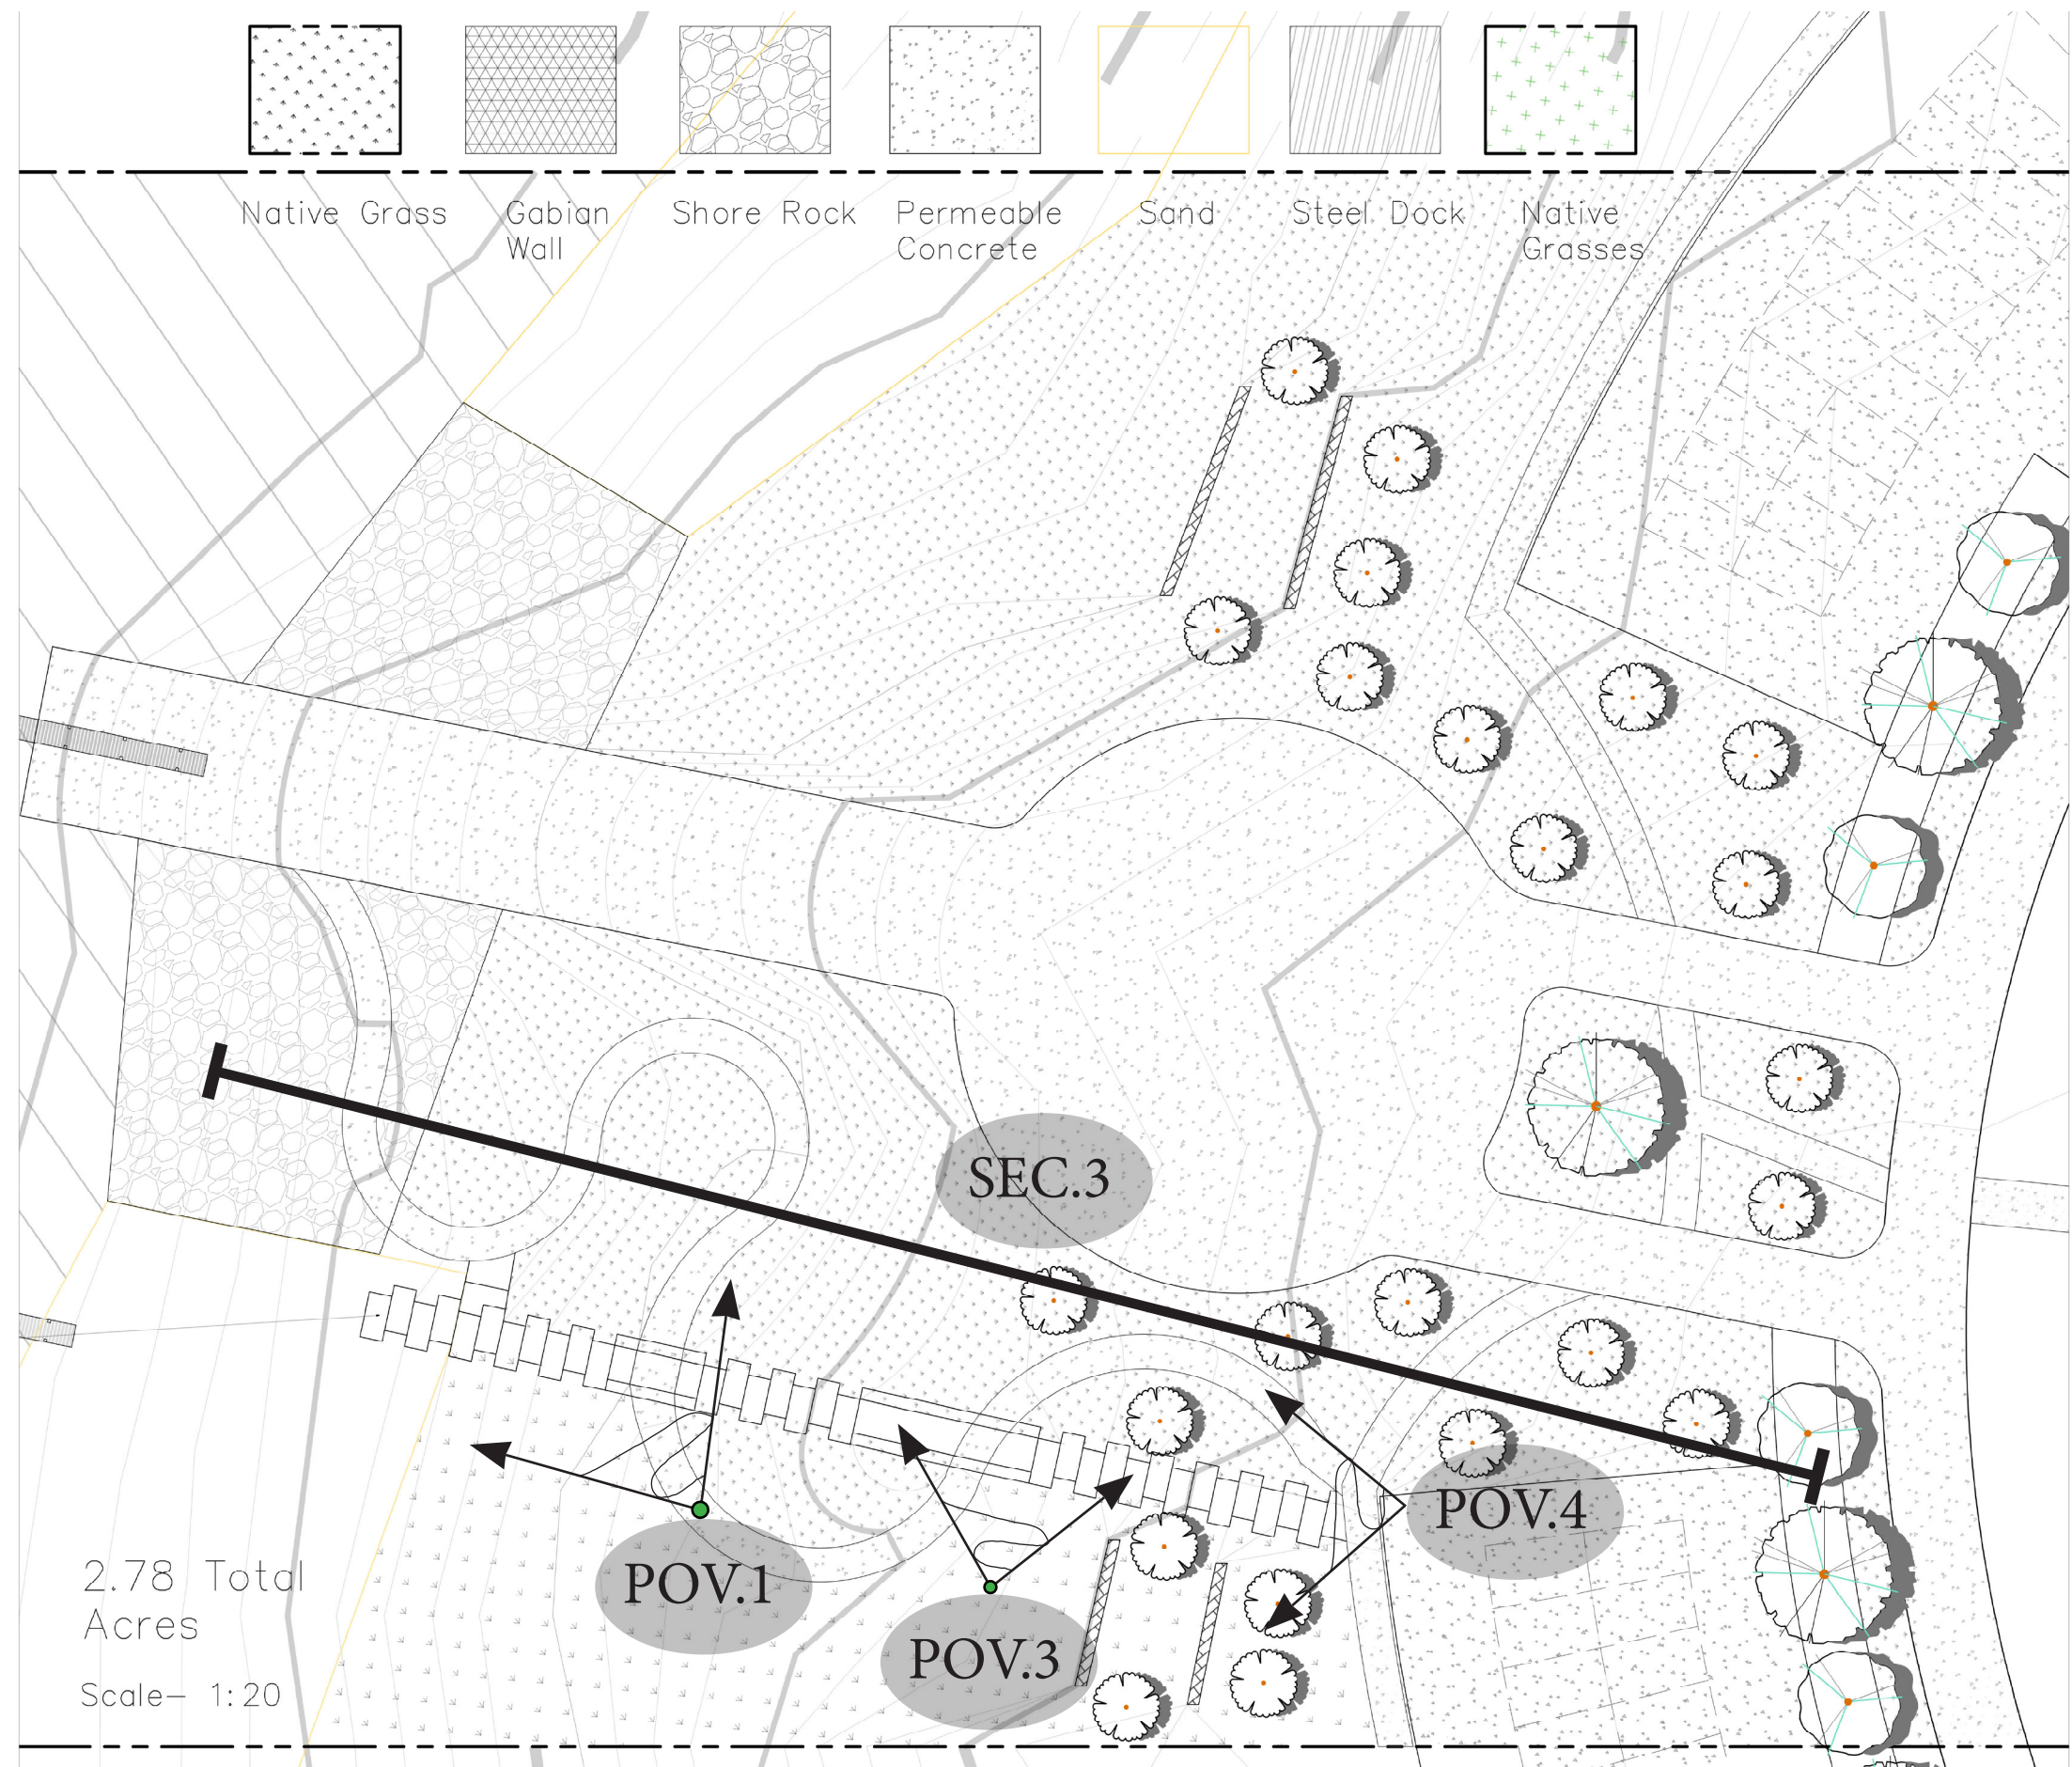 Native Grass
Gabian
Wall
Shore Rock
Permeable
Concrete
Sand
Steel Dock
Native
Grasses
SEC.3
POV.4
POV.1
POV.3
2.78 Total
Acres
Scale- 1:20